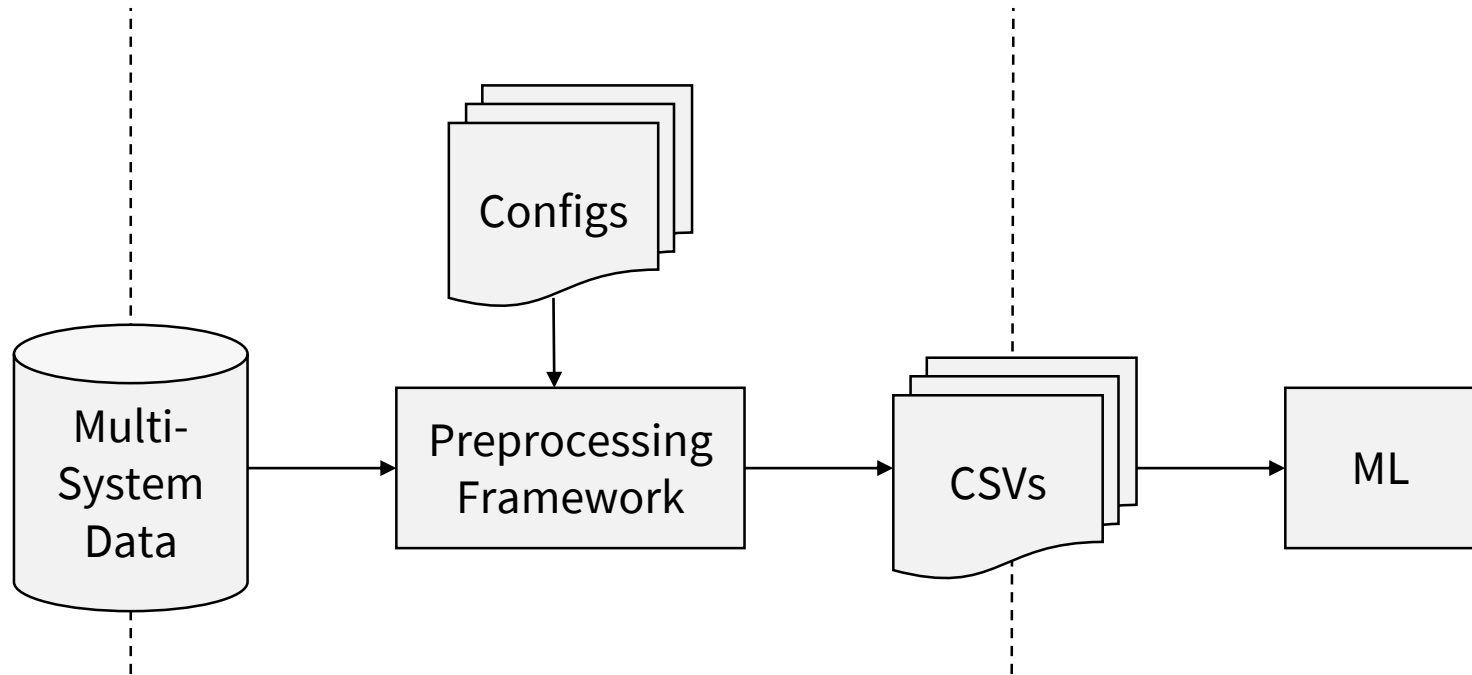 Configs
Multi-
System
Data
Preprocessing
Framework
CSVs
ML